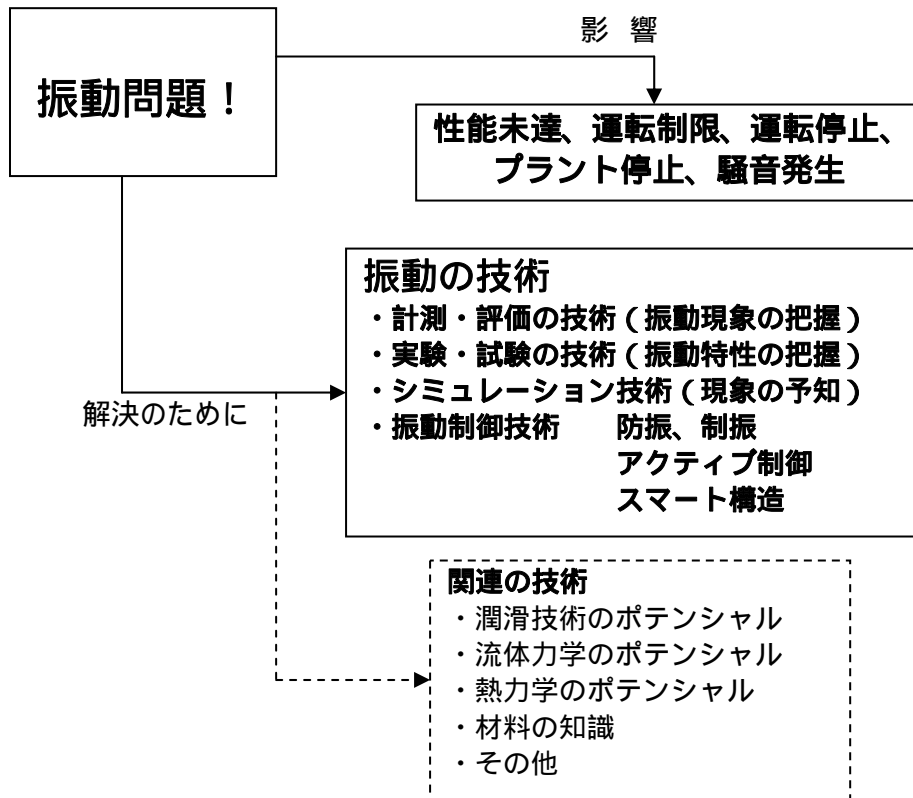 影 響
振動問題！
性能未達、運転制限、運転停止、
プラント停止、騒音発生
振動の技術
・計測・評価の技術（振動現象の把握）
・実験・試験の技術（振動特性の把握）
・シミュレーション技術（現象の予知）
・振動制御技術 防振、制振
アクティブ制御
スマート構造
解決のために
関連の技術
・潤滑技術のポテンシャル
・流体力学のポテンシャル
・熱力学のポテンシャル
・材料の知識
・その他